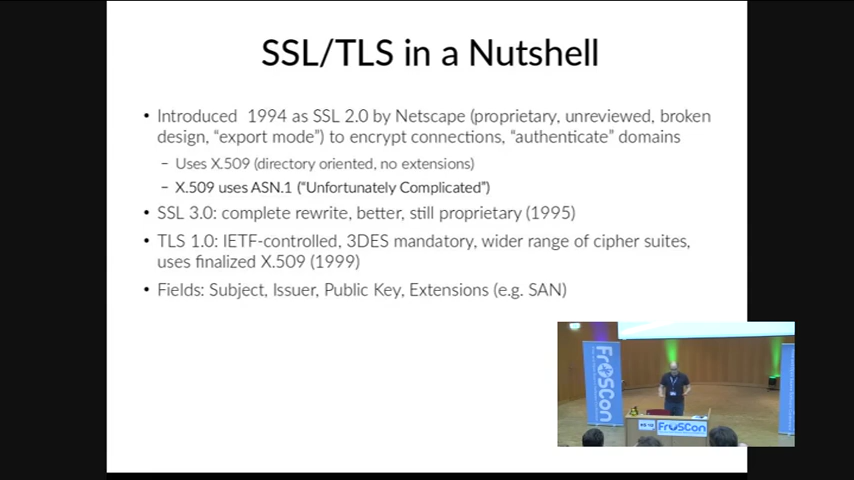 SSL/TLS in a Nutshell
• Introduced 1994 as SSL 2.0 by Netscape (proprietary, unreviewed, broken
design, “export mode”) to encrypt connections, “authenticate” domains
– Uses X.509 (directory oriented, no extensions)
– X.509 uses ASN.1 (“Unfortunately Complicated”)
• SSL 3.0: complete rewrite, better, still proprietary (1995)
• TLS 1.0: IETF-controlled, 3DES mandatory, wider range of cipher suites,
uses finalized X.509 (1999)
• Fields: Subject, Issuer, Public Key, Extensions (e.g. SAN)
FrOSCon
FrOSCon